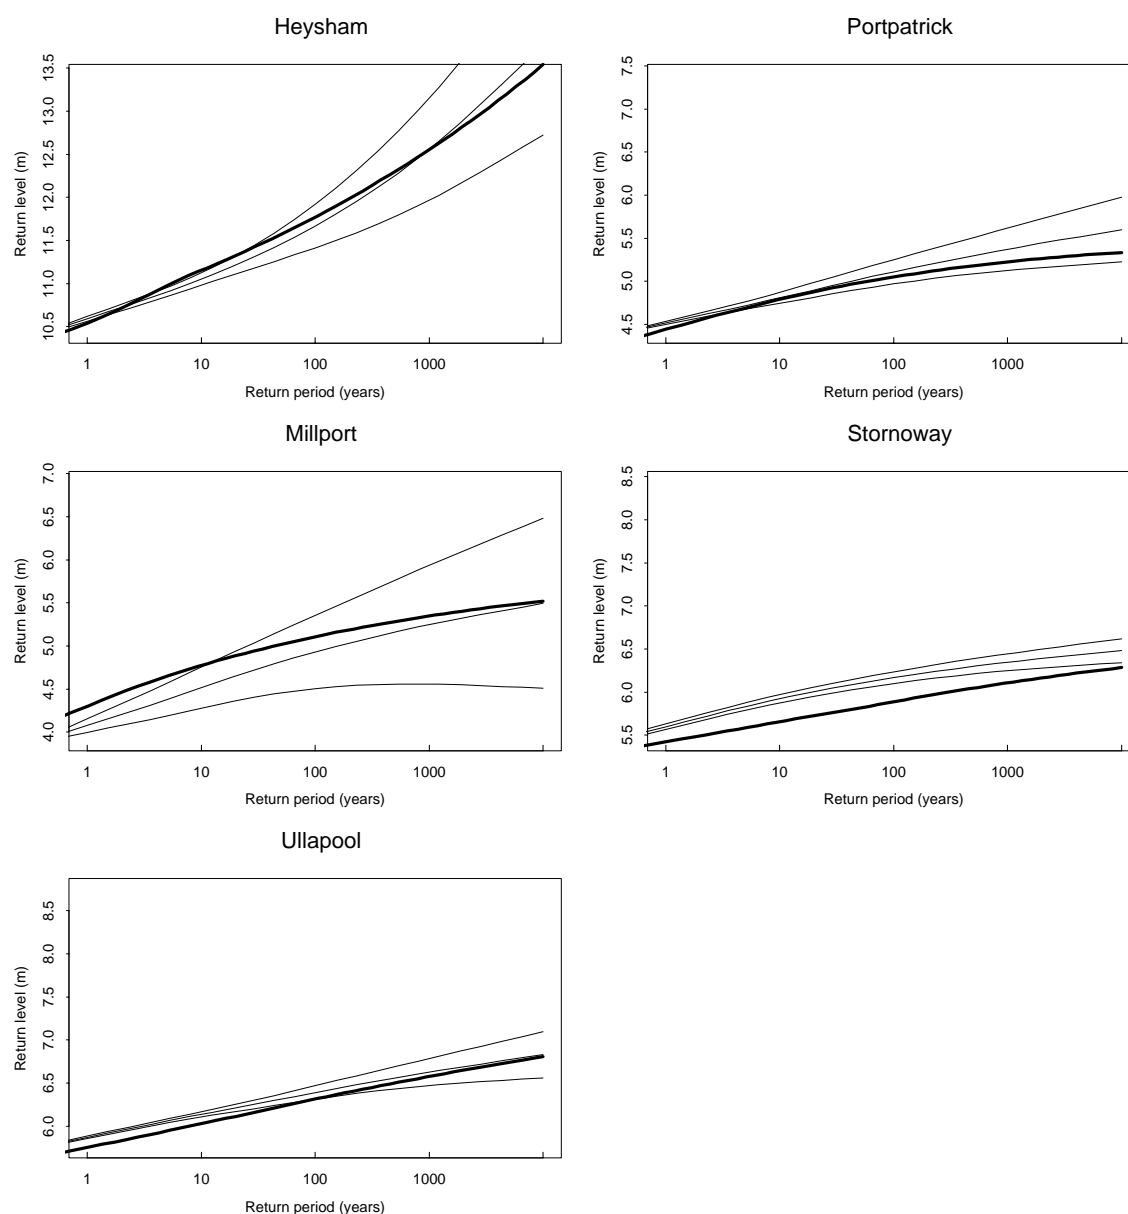 Heysham
Return level (m)
10.5 11.0 11.5 12.0 12.5 13.0 13.5
1 10 100 1000
Return period (years)
Portpatrick
Return level (m)
4.5 5.0 5.5 6.0 6.5 7.0 7.5
1 10 100 1000
Return period (years)
Millport
Return level (m)
4.0 4.5 5.0 5.5 6.0 6.5 7.0
1 10 100 1000
Return period (years)
Stornoway
Return level (m)
5.5 6.0 6.5 7.0 7.5 8.0 8.5
1 10 100 1000
Return period (years)
Ullapool
Return level (m)
6.0 6.5 7.0 7.5 8.0 8.5
1 10 100 1000
Return period (years)